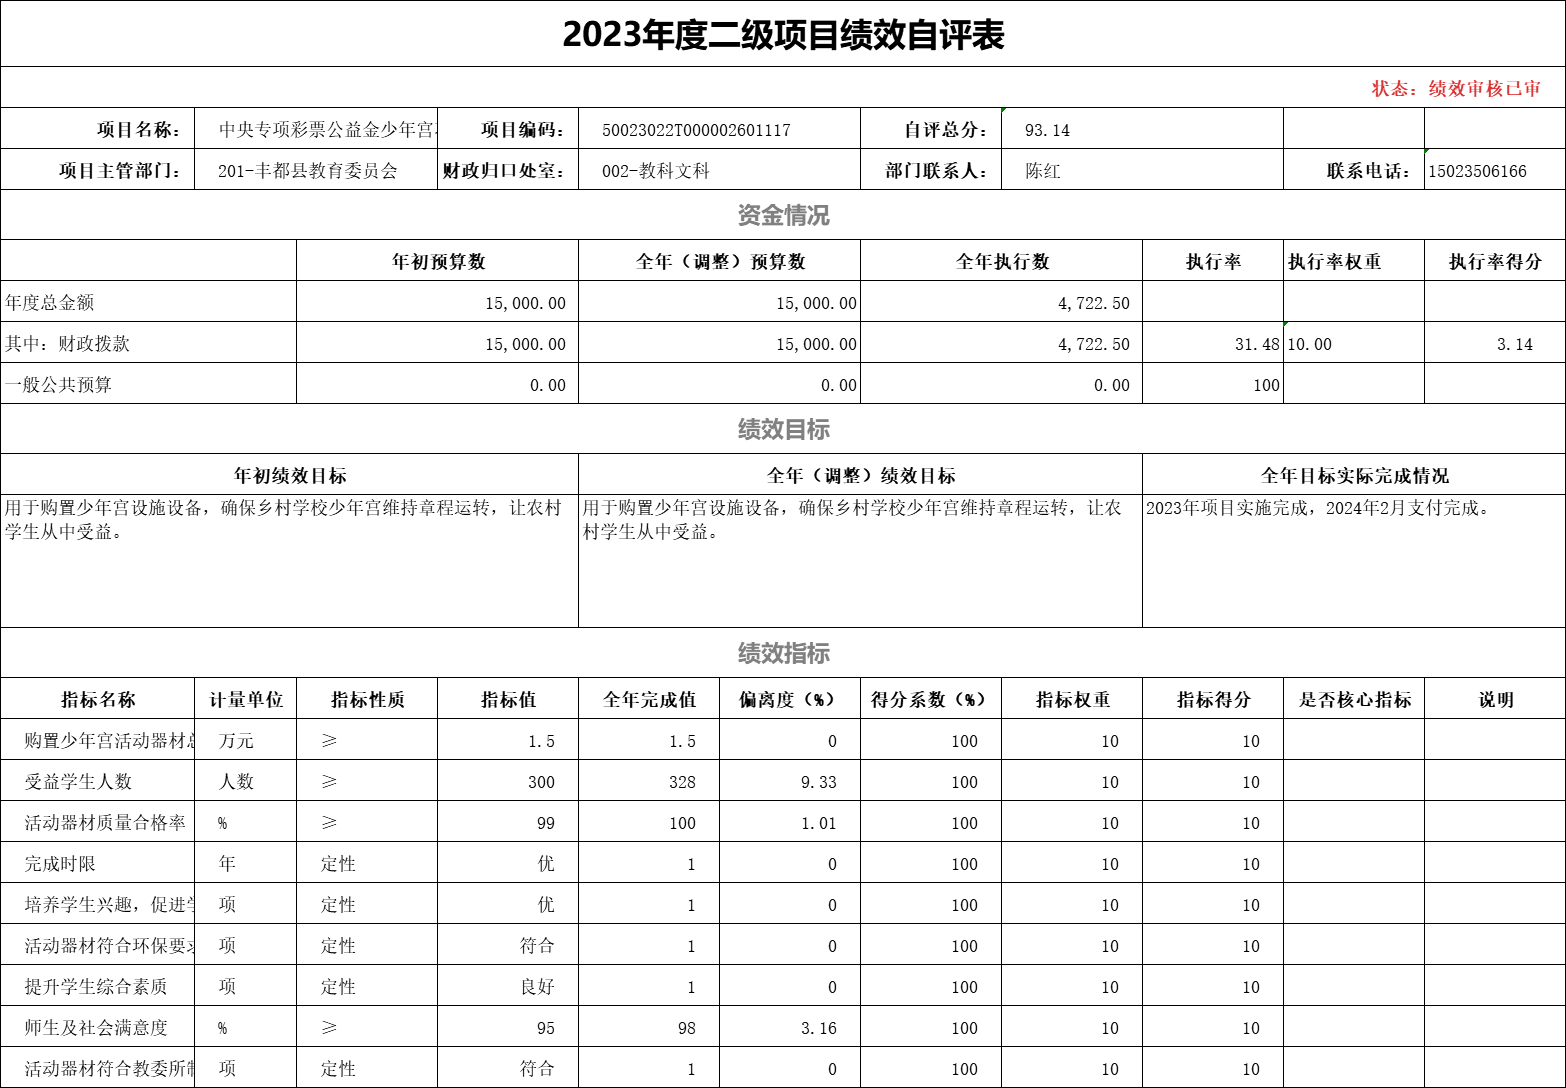 2023年度二级项目绩效自评表
状态：绩效审核已审
项目名称： 中央专项彩票公益金少年宫 项目编码： 50023022T000002601117 自评总分： 93.14
项目主管部门： 201-丰都县教育委员会 财政归口处室： 002-教科文科 部门联系人： 陈红 联系电话： 15023506166
资金情况
年初预算数 全年（调整）预算数 全年执行数 执行率 执行率权重 执行率得分
年度总金额 15,000.00 15,000.00 4,722.50
其中：财政拨款 15,000.00 15,000.00 4,722.50 31.48 10.00 3.14
一般公共预算 0.00 0.00 0.00 100
绩效目标
年初绩效目标 全年（调整）绩效目标 全年目标实际完成情况
用于购置少年宫设施设备，确保乡村学校少年宫维持章程运转，让农村
学生从中受益。
用于购置少年宫设施设备，确保乡村学校少年宫维持章程运转，让农
村学生从中受益。
2023年项目实施完成，2024年2月支付完成。
绩效指标
指标名称 计量单位 指标性质 指标值 全年完成值 偏离度（%） 得分系数（%） 指标权重 指标得分 是否核心指标 说明
购置少年宫活动器材总 万元 ≥ 1.5 1.5 0 100 10 10
受益学生人数 人数 ≥ 300 328 9.33 100 10 10
活动器材质量合格率 % ≥ 99 100 1.01 100 10 10
完成时限 年 定性 优 1 0 100 10 10
培养学生兴趣，促进学 项 定性 优 1 0 100 10 10
活动器材符合环保要求 项 定性 符合 1 0 100 10 10
提升学生综合素质 项 定性 良好 1 0 100 10 10
师生及社会满意度 % ≥ 95 98 3.16 100 10 10
活动器材符合教委所制 项 定性 符合 1 0 100 10 10